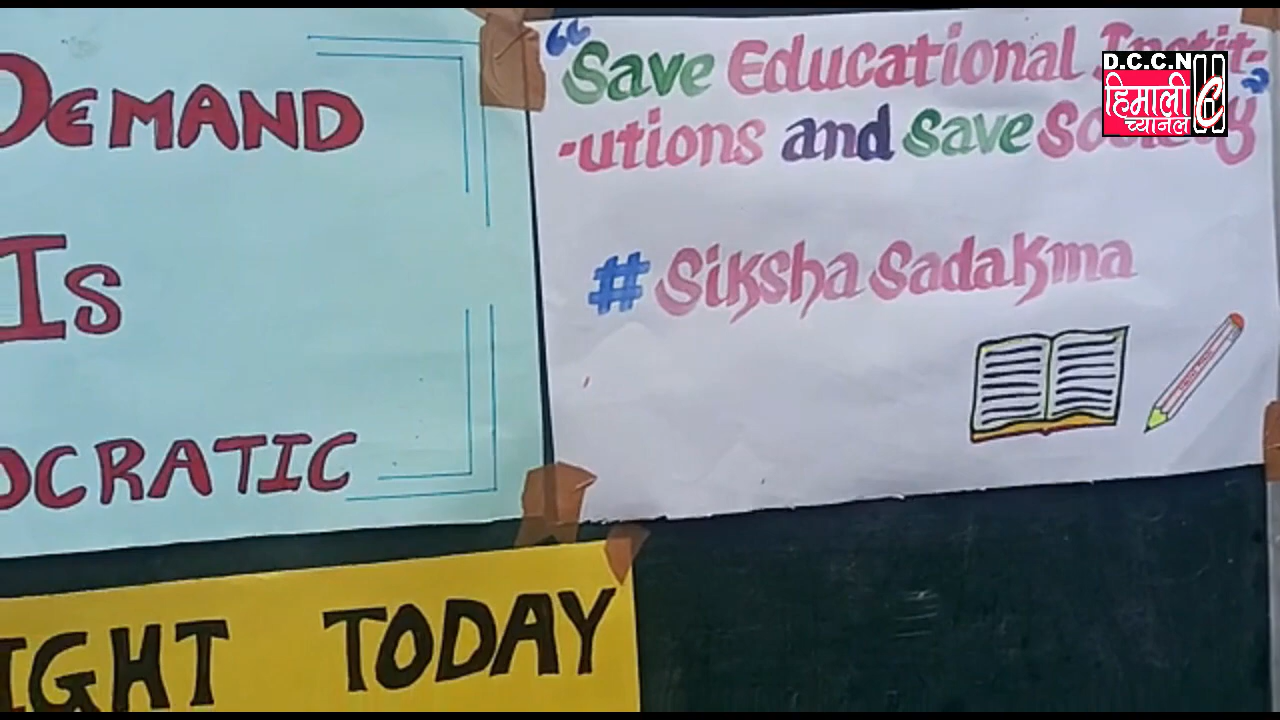 DEMAND
IS
OCRATIC
IGHT TODAY
"Save Educational Instit-
-utions and save Society"
# Siksha Sadakma
D.C.C.N
हिमाली
च्यानल